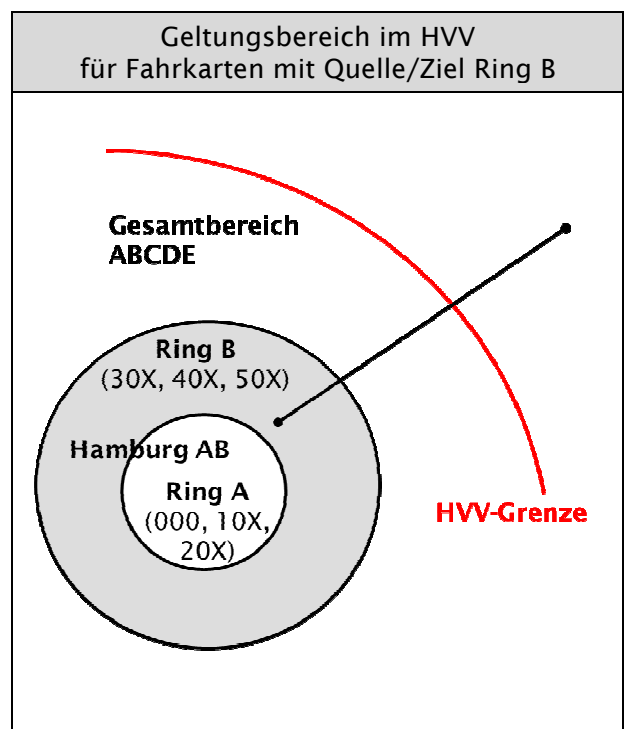 Geltungsbereich im HVV
für Fahrkarten mit Quelle/Ziel Ring B
Gesamtbereich
ABCDE
Ring B
(30X, 40X, 50X)
Hamburg AB
Ring A
(000, 10X,
20X)
HVV-Grenze